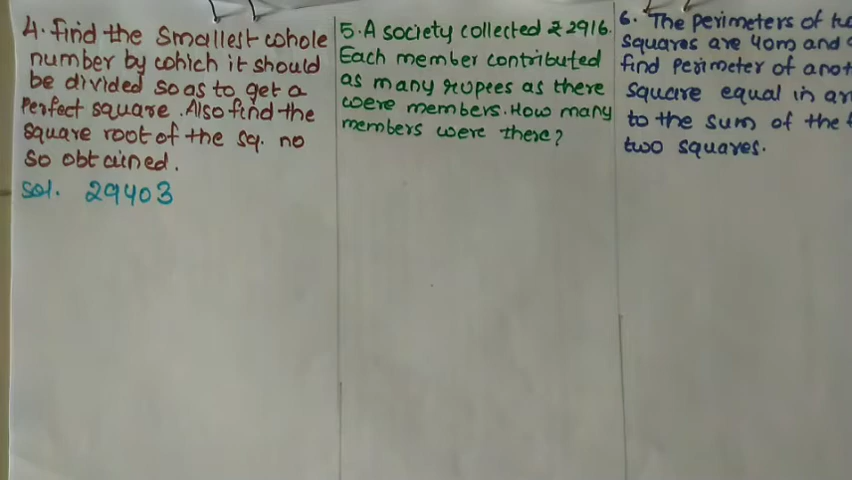 4. Find the Smallest whole
number by which it should
be divided so as to get a
Perfect square. Also find the
square root of the sq. no
so obtained.
Sol. 29403
5. A society collected ₹2916.
Each member contributed
as many rupees as there
were members. How many
members were there?
6. The perimeters of
squares are 40m and
find perimeter of
square equal in
to the sum of the
two squares.